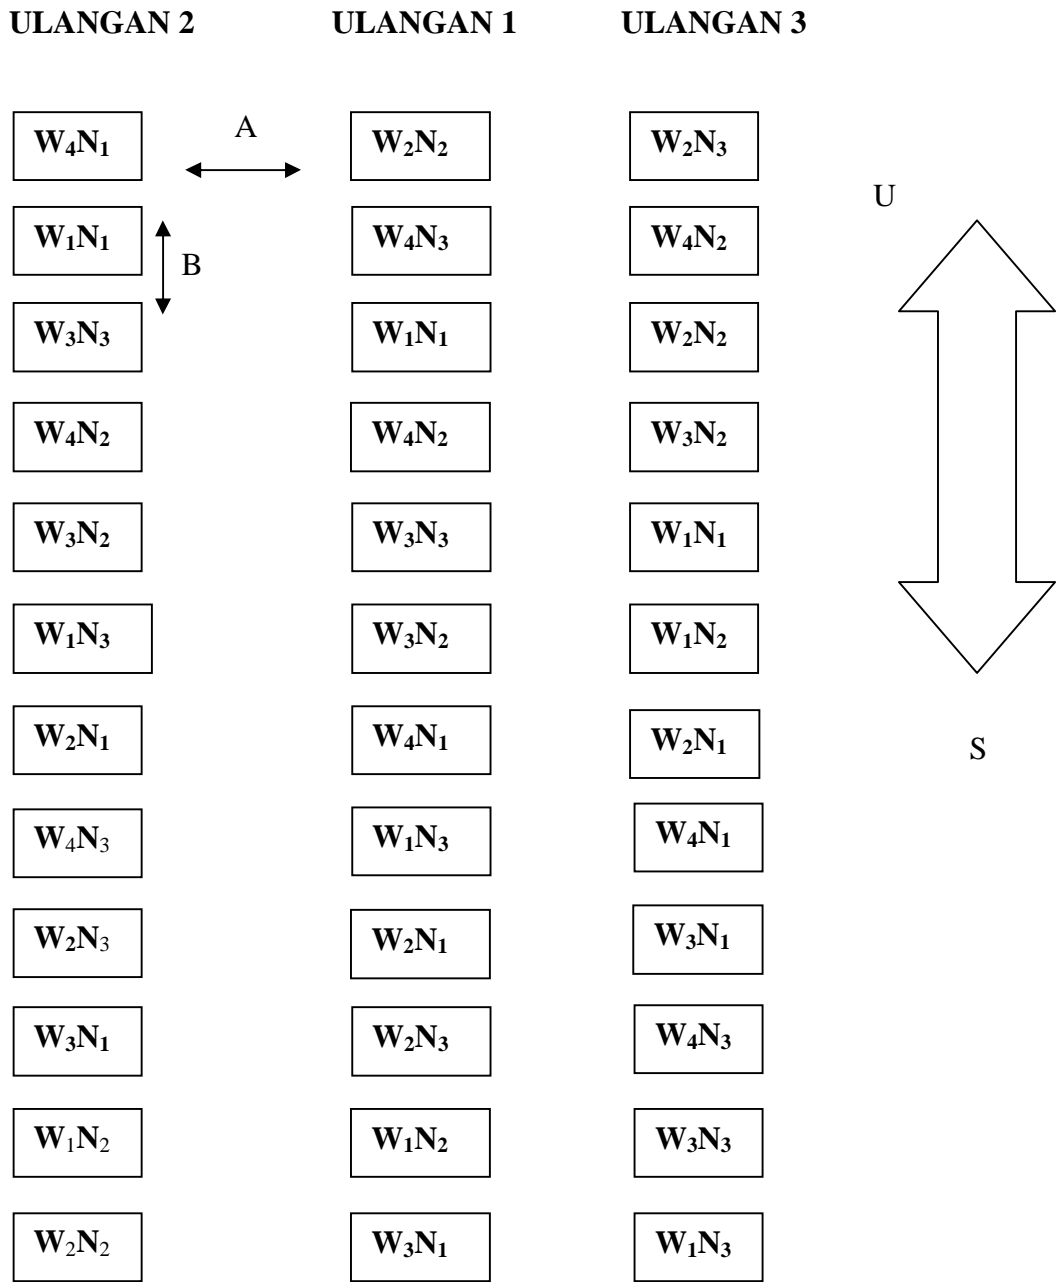 ULANGAN 2 ULANGAN 1 ULANGAN 3
W₄N₁ A W₂N₂ W₂N₃
U
W₁N₁ B W₄N₃ W₄N₂
W₃N₃ W₁N₁ W₂N₂
W₄N₂ W₄N₂ W₃N₂
W₃N₂ W₃N₃ W₁N₁
W₁N₃ W₃N₂ W₁N₂
W₂N₁ W₄N₁ W₂N₁ S
W₄N₃ W₁N₃ W₄N₁
W₂N₃ W₂N₁ W₃N₁
W₃N₁ W₂N₃ W₄N₃
W₁N₂ W₁N₂ W₃N₃
W₂N₂ W₃N₁ W₁N₃